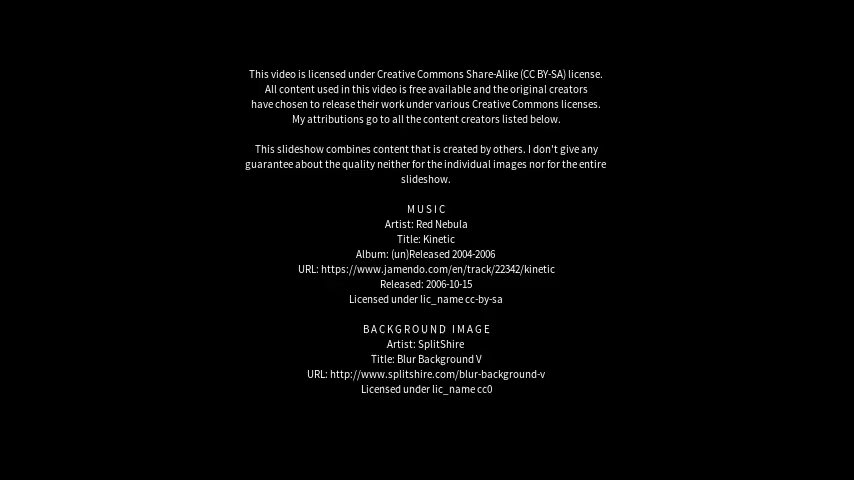 This video is licensed under Creative Commons Share-Alike (CC BY-SA) license.
All content used in this video is free available and the original creators
have chosen to release their work under various Creative Commons licenses.
My attributions go to all the content creators listed below.
This slideshow combines content that is created by others. I don't give any
guarantee about the quality neither for the individual images nor for the entire
slideshow.
MUSIC
Artist: Red Nebula
Title: Kinetic
Album: (un)Released 2004-2006
URL: https://www.jamendo.com/en/track/22342/kinetic
Released: 2006-10-15
Licensed under lic_name cc-by-sa
BACKGROUND IMAGE
Artist: SplitShire
Title: Blur Background V
URL: http://www.splitshire.com/blur-background-v
Licensed under lic_name cc0